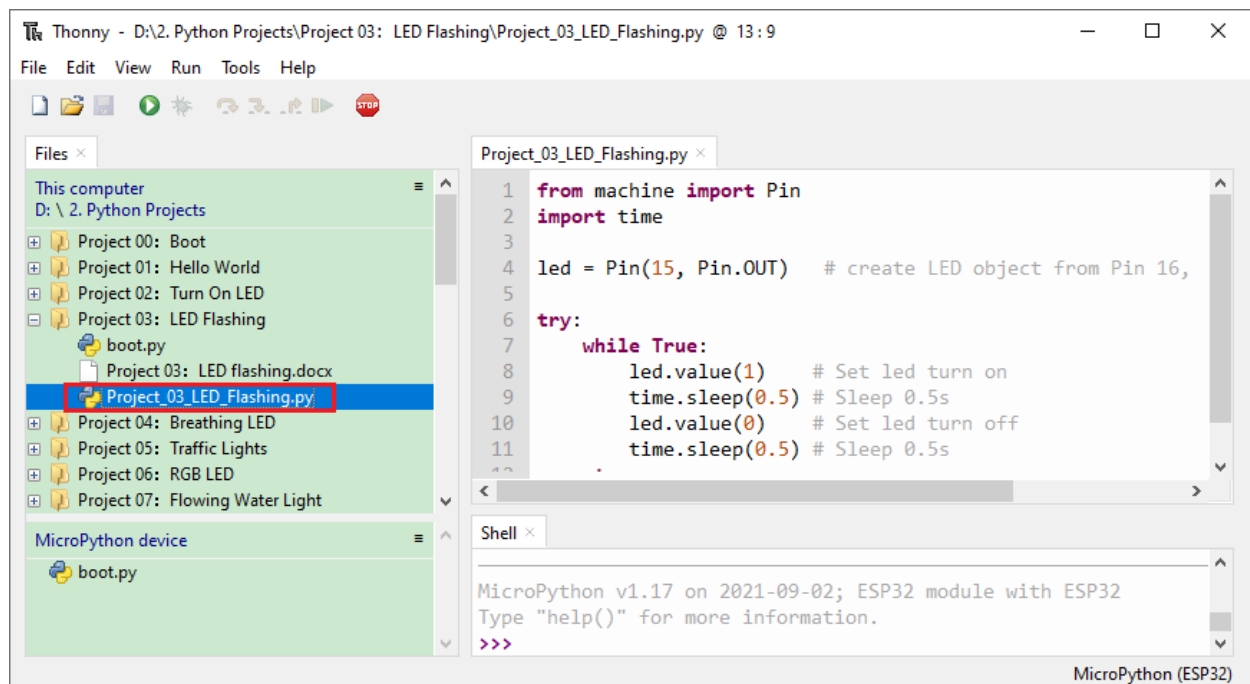 Thonny - D:\2. Python Projects\Project 03：LED Flashing\Project_03_LED_Flashing.py @ 13:9
File Edit View Run Tools Help
STOP
Files
This computer
D: \ 2. Python Projects
Project 00：Boot
Project 01：Hello World
Project 02：Turn On LED
Project 03：LED Flashing
boot.py
Project 03：LED flashing.docx
Project_03_LED_Flashing.py
Project 04：Breathing LED
Project 05：Traffic Lights
Project 06：RGB LED
Project 07：Flowing Water Light
MicroPython device
boot.py
Project_03_LED_Flashing.py
1 from machine import Pin
2 import time
3
4 led = Pin(15, Pin.OUT)   # create LED object from Pin 16,
5
6 try:
7     while True:
8         led.value(1)    # Set led turn on
9         time.sleep(0.5) # Sleep 0.5s
10         led.value(0)    # Set led turn off
11         time.sleep(0.5) # Sleep 0.5s
Shell
MicroPython v1.17 on 2021-09-02; ESP32 module with ESP32
Type "help()" for more information.
>>>
MicroPython (ESP32)